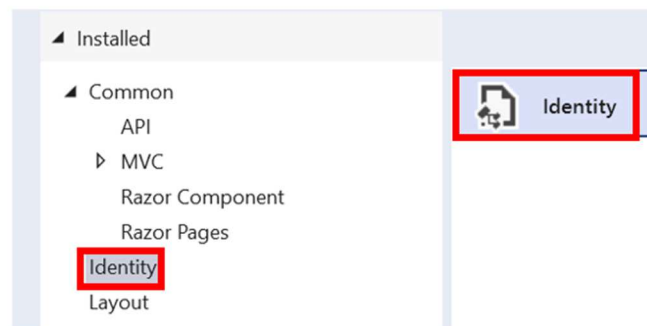 Installed
Common
API
MVC
Razor Component
Razor Pages
Identity
Layout
Identity